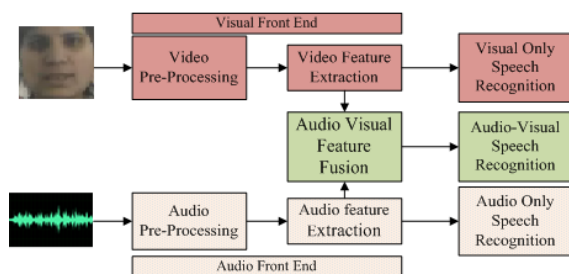 Visual Front End
Video
Pre-Processing
Video Feature
Extraction
Visual Only
Speech
Recognition
Audio Visual
Feature
Fusion
Audio-Visual
Speech
Recognition
Audio
Pre-Processing
Audio feature
Extraction
Audio Only
Speech
Recognition
Audio Front End